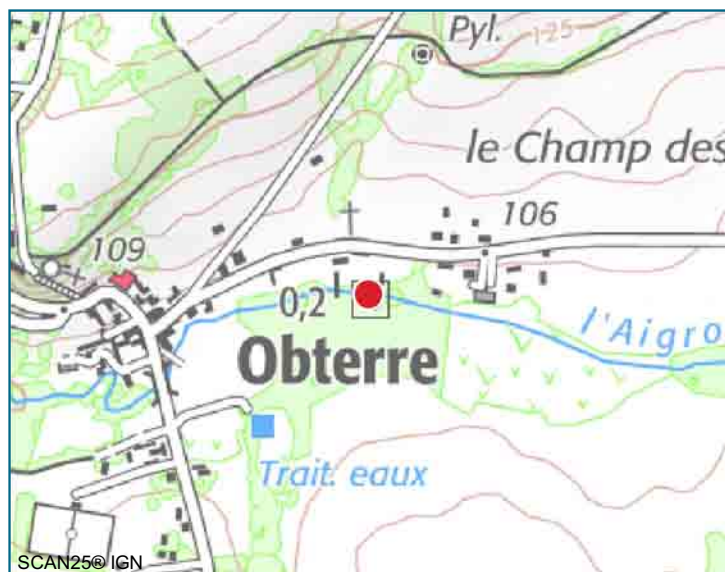 Pyl.
125
le Champ des
106
109
0,2
l'Aigro
Obterre
Trait. eaux
SCAN25® IGN